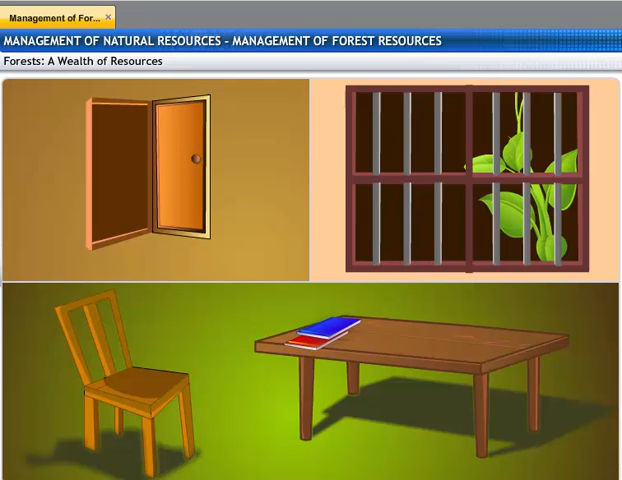 Management of For...
MANAGEMENT OF NATURAL RESOURCES - MANAGEMENT OF FOREST RESOURCES
Forests: A Wealth of Resources